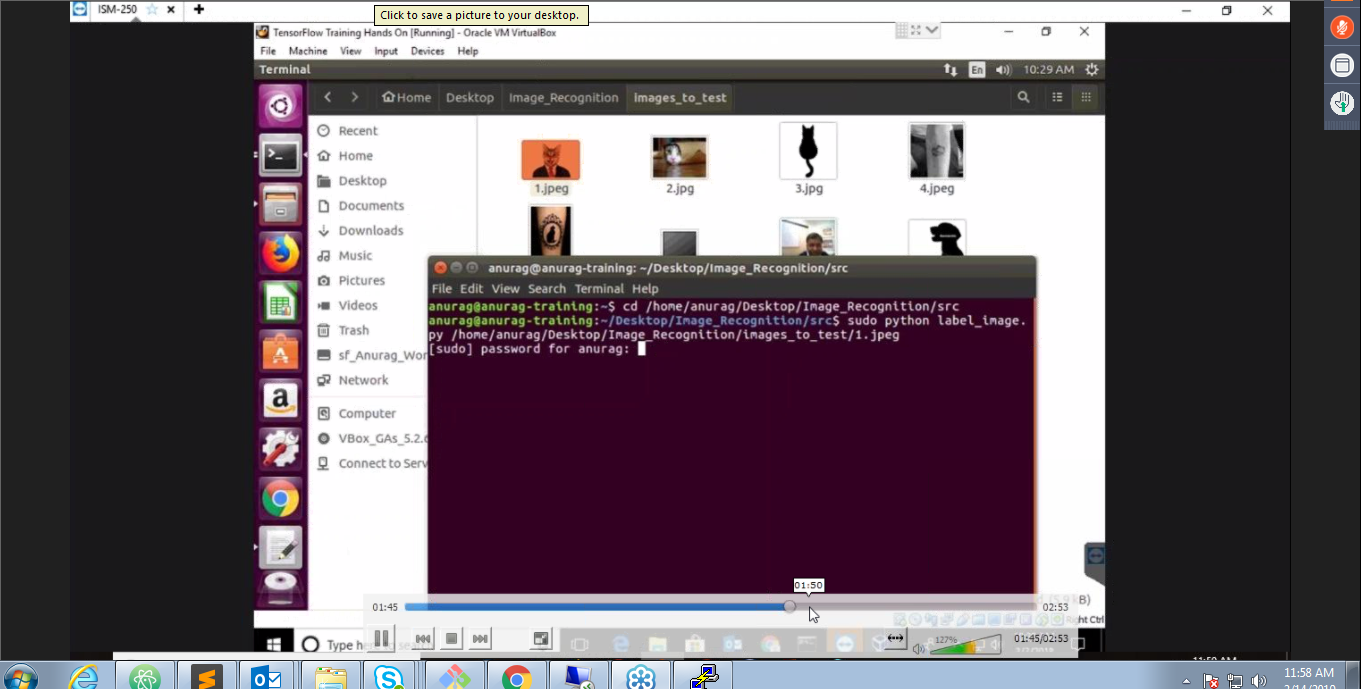 ISM-250
Click to save a picture to your desktop.
TensorFlow Training Hands On [Running] - Oracle VM VirtualBox
File Machine View Input Devices Help
Terminal
En
10:29 AM
Home
Desktop
Image_Recognition
Images_to_test
Recent
Home
Desktop
Documents
Downloads
Music
Pictures
Videos
Trash
sf_Anurag_Wor
Network
Computer
VBox_GAs_5.2.
Connect to Serv
1.jpeg
2.jpg
3.jpg
4.jpeg
anurag@anurag-training: ~/Desktop/Image_Recognition/src
File Edit View Search Terminal Help
anurag@anurag-training:~$ cd /home/anurag/Desktop/Image_Recognition/src
anurag@anurag-training:~/Desktop/Image_Recognition/src$ sudo python label_image.
py /home/anurag/Desktop/Image_Recognition/images_to_test/1.jpeg
[sudo] password for anurag:
01:50
01:45
02:53
Right Ctrl
Type
127%
01:45/02:53
11:58 AM